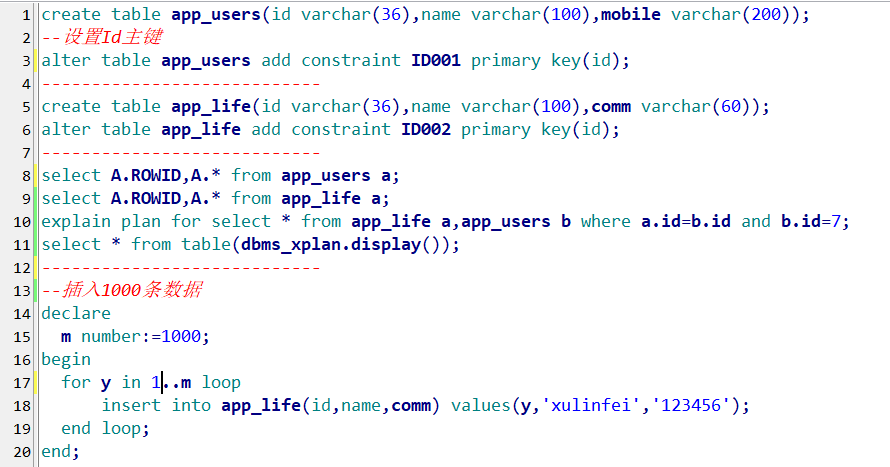 1 create table app_users(id varchar(36),name varchar(100),mobile varchar(200));
2 --设置Id主键
3 alter table app_users add constraint ID001 primary key(id);
4 ----------------------------
5 create table app_life(id varchar(36),name varchar(100),comm varchar(60));
6 alter table app_life add constraint ID002 primary key(id);
7 ----------------------------
8 select A.ROWID,A.* from app_users a;
9 select A.ROWID,A.* from app_life a;
10 explain plan for select * from app_life a,app_users b where a.id=b.id and b.id=7;
11 select * from table(dbms_xplan.display());
12 ----------------------------
13 --插入1000条数据
14 declare
15   m number:=1000;
16 begin
17   for y in 1..m loop
18       insert into app_life(id,name,comm) values(y,'xulinfei','123456');
19   end loop;
20 end;